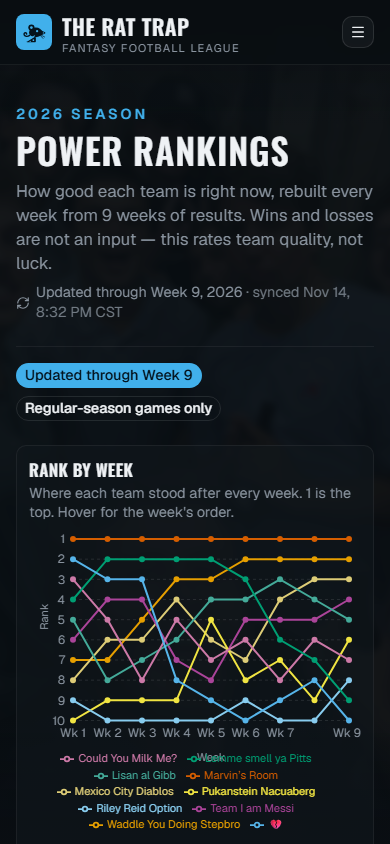 THE RAT TRAP
FANTASY FOOTBALL LEAGUE
2026 SEASON
POWER RANKINGS
How good each team is right now, rebuilt every
week from 9 weeks of results. Wins and losses
are not an input — this rates team quality, not
luck.
Updated through Week 9, 2026 · synced Nov 14,
8:32 PM CST
Updated through Week 9
Regular-season games only
RANK BY WEEK
Where each team stood after every week. 1 is the
top. Hover for the week's order.
1
2
3
4
5
6
7
8
9
10
Rank
Wk 1 Wk 2 Wk 3 Wk 4 Wk 5 Wk 6 Wk 7 Wk 9
Week
Could You Milk Me? smell ya Pitts
Lisan al Gibb Marvin's Room
Mexico City Diablos Pukanstein Nacuaberg
Riley Reid Option Team I am Messi
Waddle You Doing Stepbro 💔